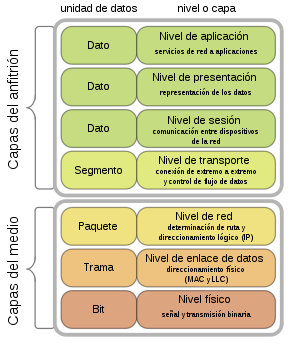 unidad de datos nivel o capa
Capas del anfitrión
Dato Nivel de aplicación
servicios de red a aplicaciones
Dato Nivel de presentación
representación de los datos
Dato Nivel de sesión
comunicación entre dispositivos
de la red
Segmento Nivel de transporte
conexión de extremo a extremo
y control de flujo de datos
Capas del medio
Paquete Nivel de red
determinación de ruta y
direccionamiento lógico (IP)
Trama Nivel de enlace de datos
direccionamiento físico
(MAC y LLC)
Bit Nivel físico
señal y transmisión binaria